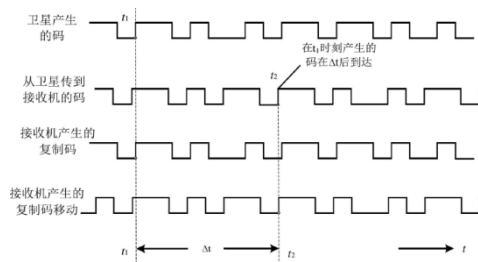 卫星产生
的码
t₁
在t₁时刻产生的
码在Δt后到达
从卫星传到
接收机的码
t₂
接收机产生的
复制码
接收机产生的
复制码移动
t₁
Δt
t₂
t